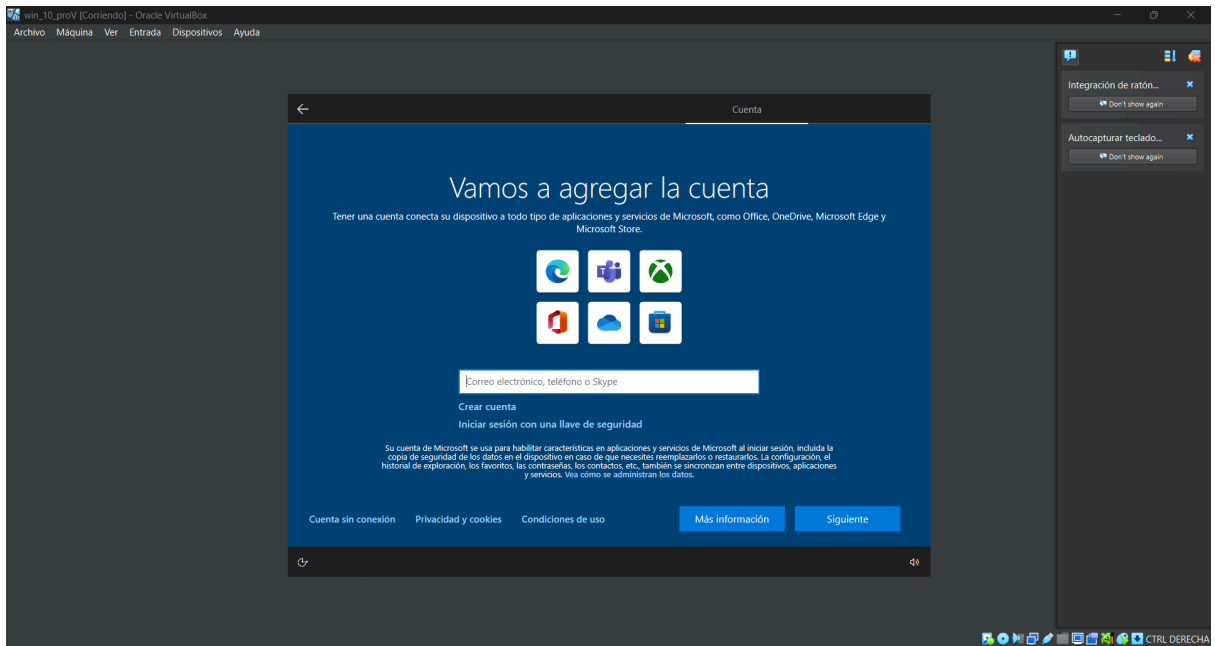 win_10_proV [Corriendo] - Oracle VirtualBox
Archivo Máquina Ver Entrada Dispositivos Ayuda
Integración de ratón...
Don't show again
Autocapturar teclado...
Don't show again
Cuenta
Vamos a agregar la cuenta
Tener una cuenta conecta su dispositivo a todo tipo de aplicaciones y servicios de Microsoft, como Office, OneDrive, Microsoft Edge y
Microsoft Store.
Correo electrónico, teléfono o Skype
Crear cuenta
Iniciar sesión con una llave de seguridad
Su cuenta de Microsoft se usa para habilitar características en aplicaciones y servicios de Microsoft al iniciar sesión, incluida la
copia de seguridad de los datos en el dispositivo en caso de que necesites reemplazarlos o restaurarlos. La configuración, el
historial de exploración, los favoritos, las contraseñas, los contactos, etc., también se sincronizan entre dispositivos, aplicaciones
y servicios. Vea cómo se administran los datos.
Cuenta sin conexión Privacidad y cookies Condiciones de uso Más información Siguiente
CTRL DERECHA